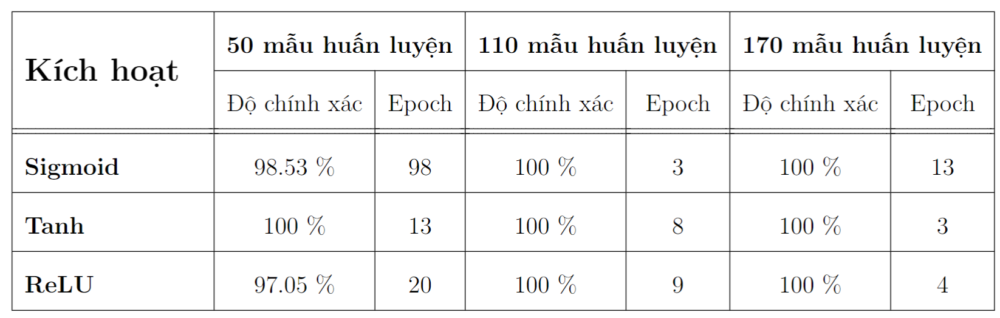 Kích hoạt
50 mẫu huấn luyện 110 mẫu huấn luyện 170 mẫu huấn luyện
Độ chính xác Epoch Độ chính xác Epoch Độ chính xác Epoch
Sigmoid 98.53 % 98 100 % 3 100 % 13
Tanh 100 % 13 100 % 8 100 % 3
ReLU 97.05 % 20 100 % 9 100 % 4